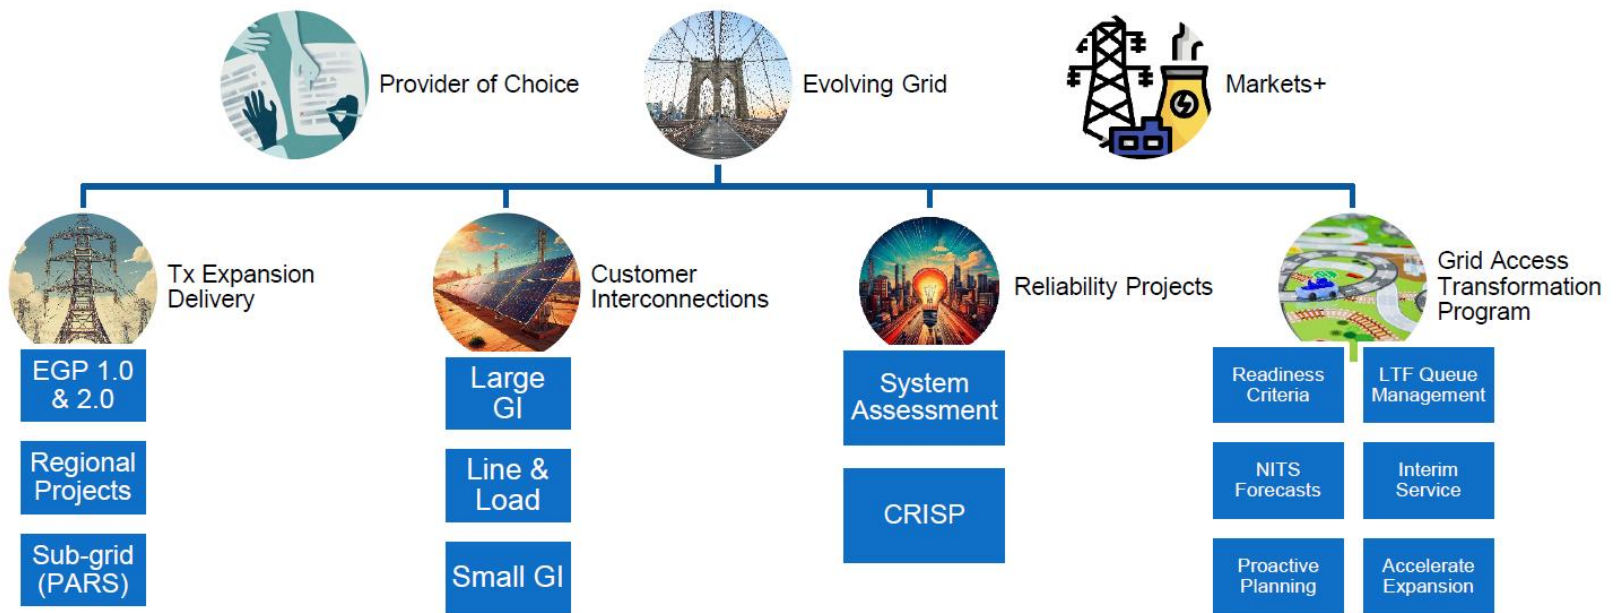 Provider of Choice
Evolving Grid
Markets+
Tx Expansion
Delivery
Customer
Interconnections
Reliability Projects
Grid Access
Transformation
Program
EGP 1.0
& 2.0
Regional
Projects
Sub-grid
(PARS)
Large
GI
Line &
Load
Small GI
System
Assessment
CRISP
Readiness
Criteria
LTF Queue
Management
NITS
Forecasts
Interim
Service
Proactive
Planning
Accelerate
Expansion